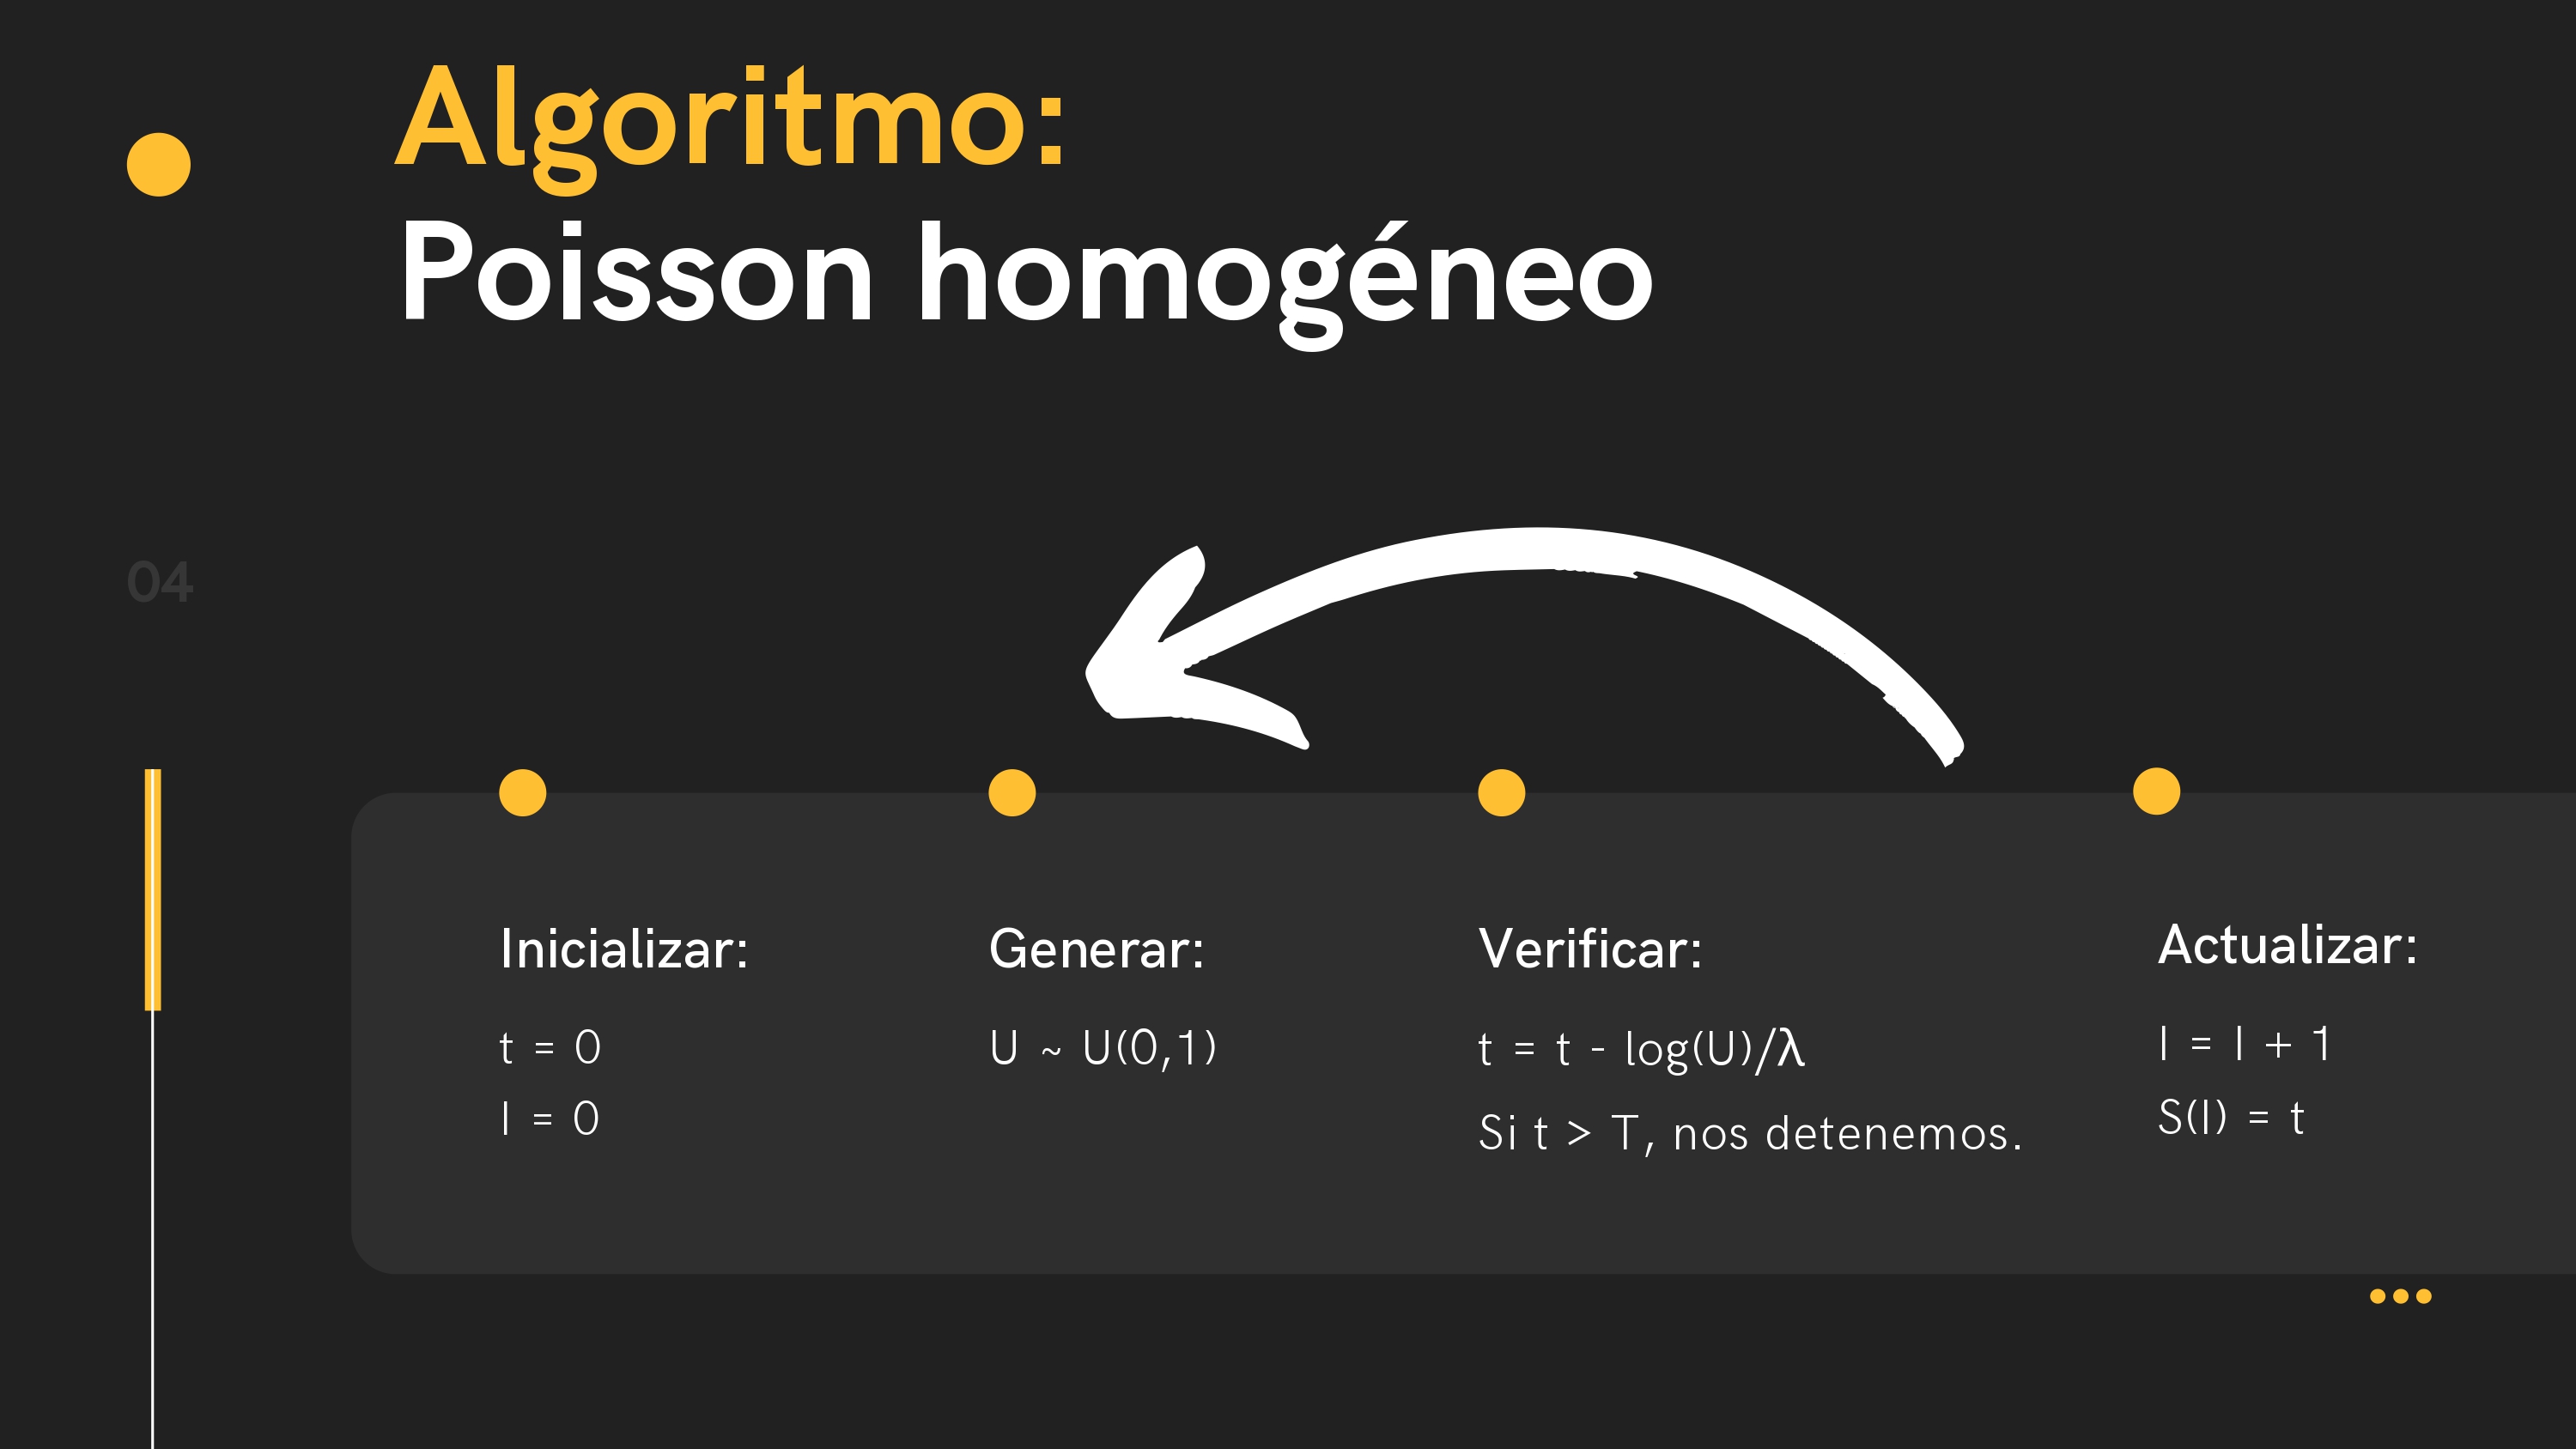 Algoritmo:
Poisson homogéneo
04
Inicializar:
t = 0
I = 0
Generar:
U ~ U(0,1)
Verificar:
t = t - log(U)/λ
Si t > T, nos detenemos.
Actualizar:
I = I + 1
S(I) = t